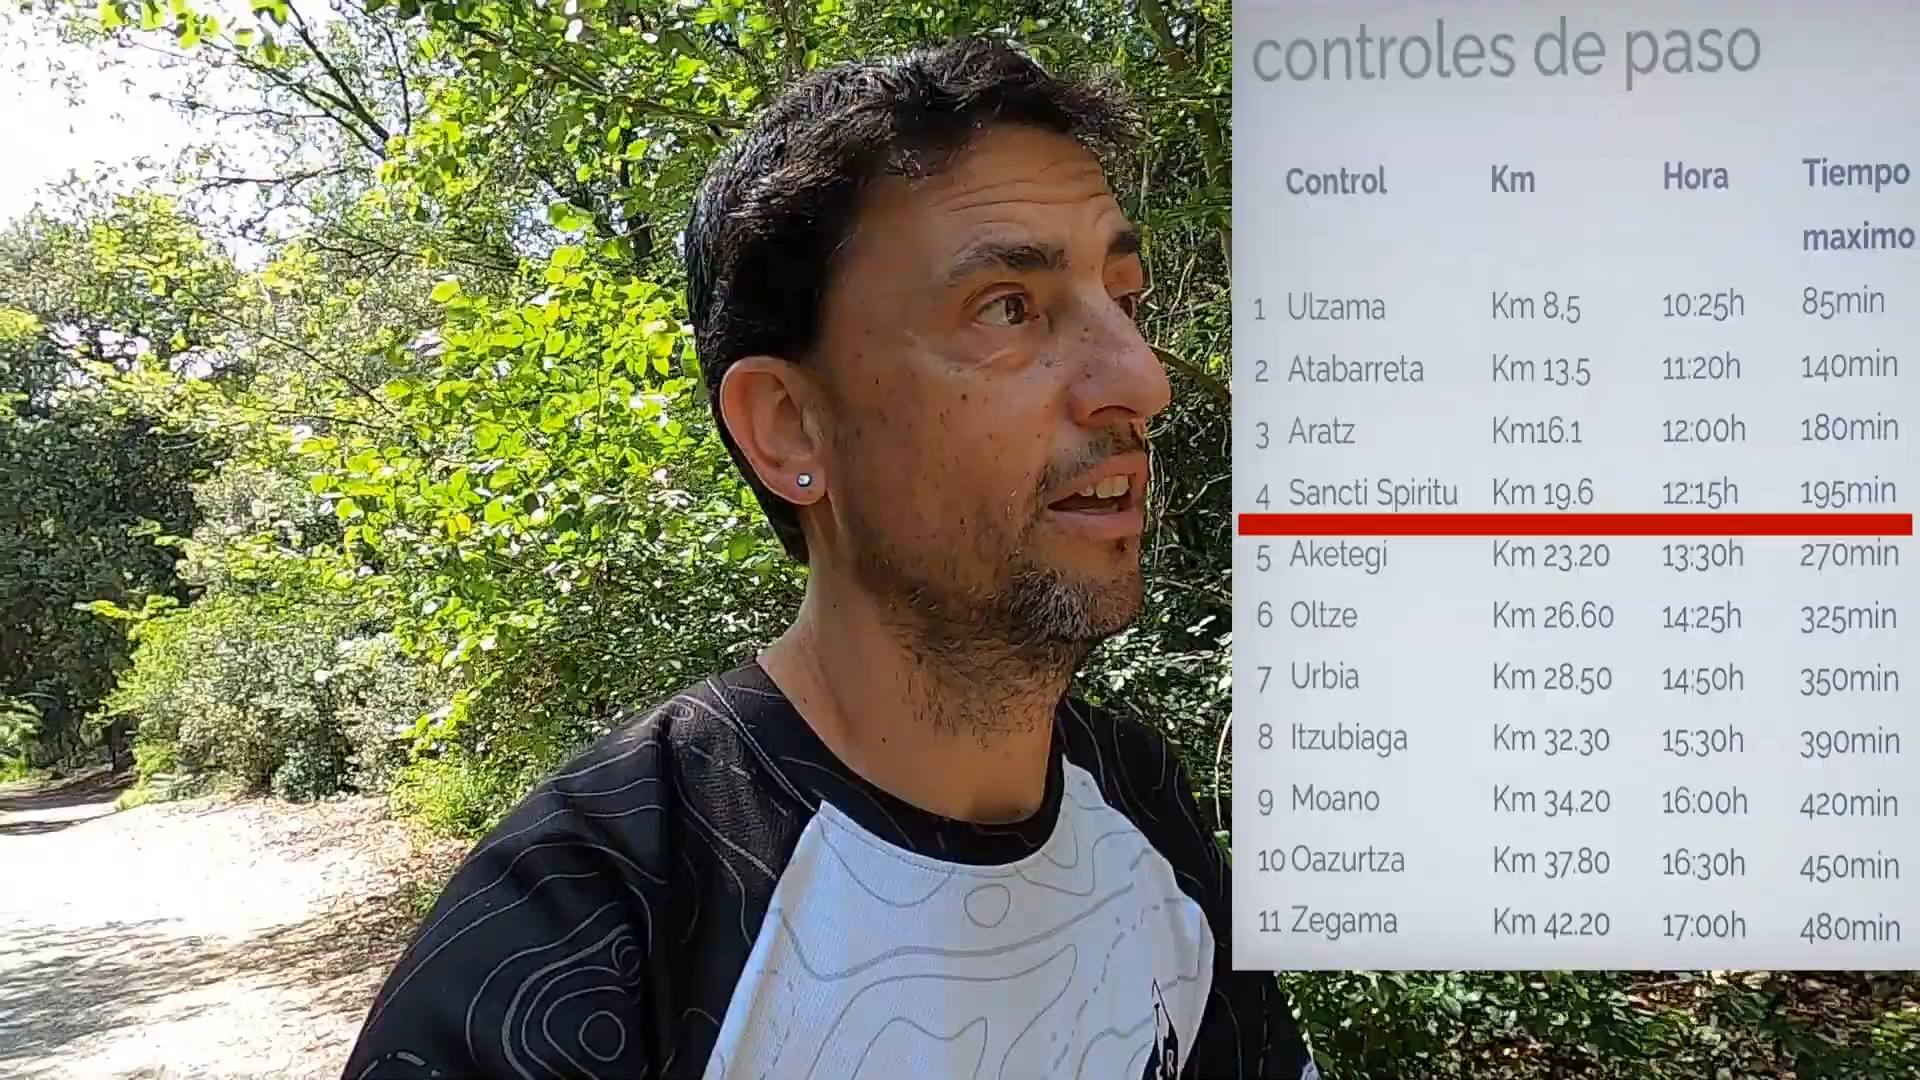 controles de paso
Control Km Hora Tiempo
maximo
1 Ulzama Km 8,5 10:25h 85min
2 Atabarreta Km 13.5 11:20h 140min
3 Aratz Km16.1 12:00h 180min
4 Sancti Spiritu Km 19.6 12:15h 195min
5 Aketegi Km 23.20 13:30h 270min
6 Oltze Km 26.60 14:25h 325min
7 Urbia Km 28.50 14:50h 350min
8 Itzubiaga Km 32.30 15:30h 390min
9 Moano Km 34.20 16:00h 420min
10 Oazurtza Km 37.80 16:30h 450min
11 Zegama Km 42.20 17:00h 480min